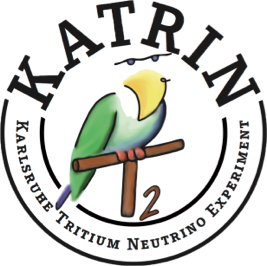 KATRIN
2
KARLSRUHE TRITIUM NEUTRINO EXPERIMENT